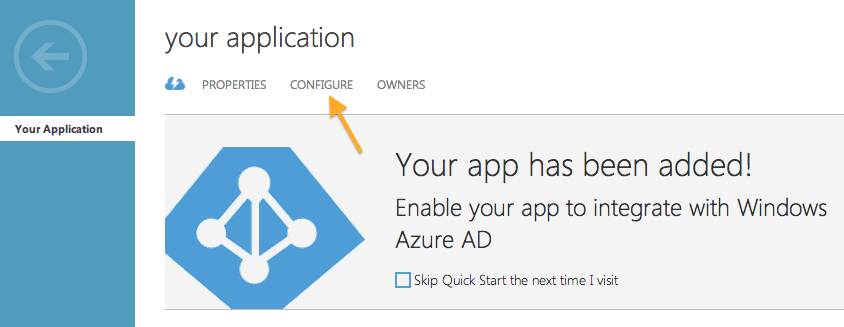 your application
PROPERTIES CONFIGURE OWNERS
Your Application
Your app has been added!
Enable your app to integrate with Windows
Azure AD
Skip Quick Start the next time I visit